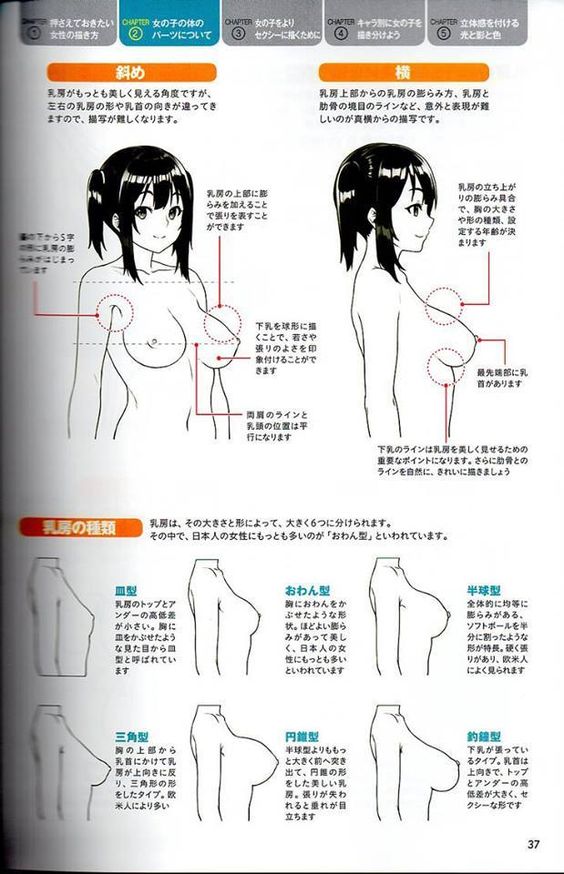 CHAPTER
①
押さえておきたい
女性の描き方
CHAPTER
②
女の子の体の
パーツについて
CHAPTER
③
女の子をより
セクシーに描くために
CHAPTER
④
キャラ別に女の子を
描き分けよう
CHAPTER
⑤
立体感を付ける
光と影と色
斜め
乳房がもっとも美しく見える角度ですが、
左右の乳房の形や乳首の向きが違ってき
ますので、描写が難しくなります。
横
乳房上部からの乳房の膨らみ方、乳房と
肋骨の境目のラインなど、意外と表現が難
しいのが真横からの描写です。
乳房の上部に膨
らみを加えること
で張りを表すこと
ができます
の下から S 字
の形に乳房の膨
らみがはじまっ
ています
下乳を球形に描
くことで、若さや
張りのよさを印
象付けることがで
きます
両肩のラインと
乳頭の位置は平
行になります
乳房の立ち上が
りの膨らみ具合
で、胸の大きさ
や形の種類、設
定する年齢が決
まります
最先端部に乳
首があります
下乳のラインは乳房を美しく見せるための
重要なポイントになります。さらに肋骨との
ラインを自然に、きれいに描きましょう
乳房の種類
乳房は、その大きさと形によって、大きく6つに分けられます。
その中で、日本人の女性にもっとも多いのが「おわん型」といわれています。
皿型
乳房のトップとア
ンダーの高低差
が小さい。胸に
皿をかぶせたよう
な見た目から皿
型と呼ばれてい
ます
おわん型
胸におわんをか
ぶせたような形
状。ほどよい膨ら
みがあって美し
く、日本人の女
性にもっとも多い
といわれています
半球型
全体的に均等に
膨らみがある、
ソフトボールを半
分に割ったような
形が特長。硬く張
りがあり、欧米人
によく見られます
三角型
胸の上部から
乳首にかけて乳
房が上向きに反
り、三角形の形
をしたタイプ。欧
米人により多い
円錐型
半球型よりももっ
と大きく前へ突き
出て、円錐の形
をした美しい乳
房。張りが失わ
れると垂れが目
立ちます
釣鐘型
下乳が張ってい
るタイプ。乳首は
上向きで、トップ
とアンダーの高
低差が大きく、セ
クシーな形です
37